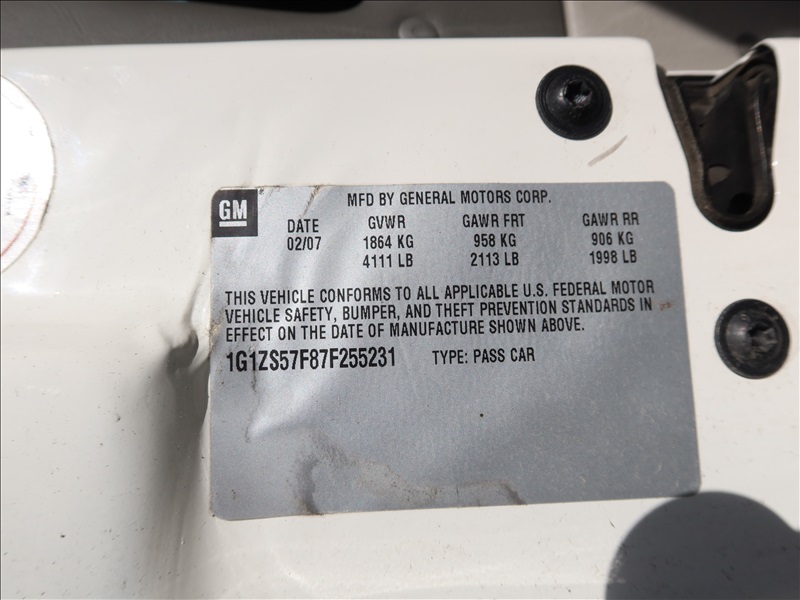 GM
MFD BY GENERAL MOTORS CORP.
DATE GVWR GAWR FRT GAWR RR
02/07 1864 KG 958 KG 906 KG
4111 LB 2113 LB 1998 LB
THIS VEHICLE CONFORMS TO ALL APPLICABLE U.S. FEDERAL MOTOR
VEHICLE SAFETY, BUMPER, AND THEFT PREVENTION STANDARDS IN
EFFECT ON THE DATE OF MANUFACTURE SHOWN ABOVE.
1G1ZS57F87F255231 TYPE: PASS CAR